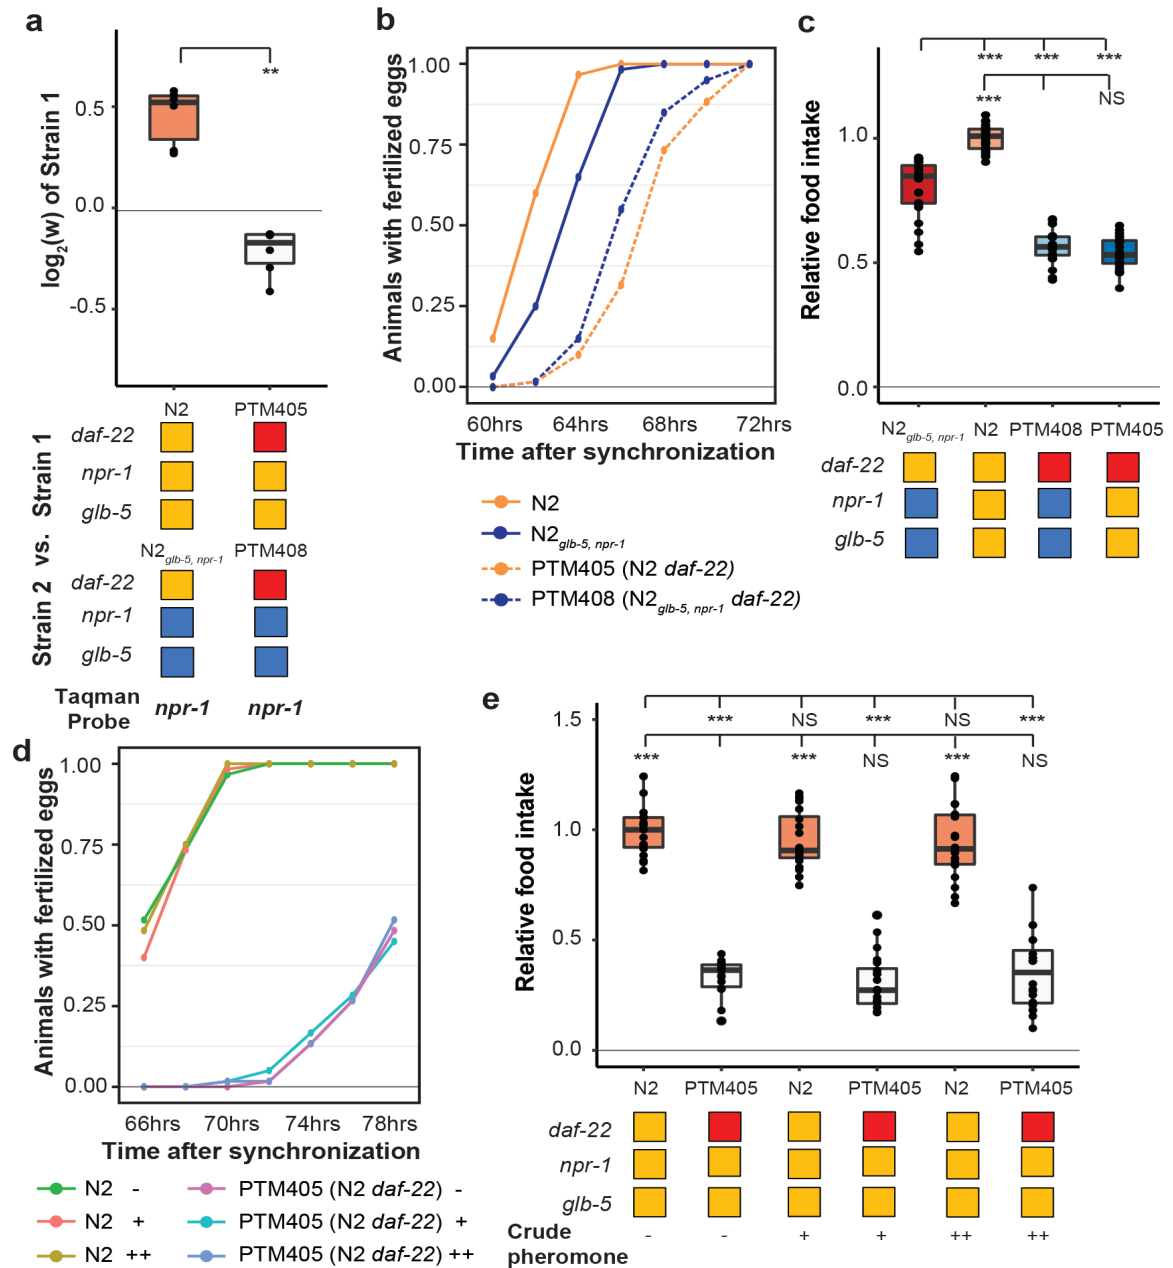 a
**
log2(w) of Strain 1
0.5
0.0
-0.5
N2 PTM405
daf-22
npr-1
glb-5
Strain 2 vs. Strain 1
N2glb-5, npr-1 PTM408
daf-22
npr-1
glb-5
Taqman
Probe
npr-1 npr-1
b
Animals with fertilized eggs
1.00
0.75
0.50
0.25
0.00
60hrs 64hrs 68hrs 72hrs
Time after synchronization
N2
N2glb-5, npr-1
PTM405 (N2 daf-22)
PTM408 (N2glb-5, npr-1 daf-22)
c
*** *** ***
*** NS
Relative food intake
1.0
0.5
0.0
N2glb-5, npr-1 N2 PTM408 PTM405
daf-22
npr-1
glb-5
d
Animals with fertilized eggs
1.00
0.75
0.50
0.25
0.00
66hrs 70hrs 74hrs 78hrs
Time after synchronization
N2 - PTM405 (N2 daf-22) -
N2 + PTM405 (N2 daf-22) +
N2 ++ PTM405 (N2 daf-22) ++
e
*** NS *** NS ***
*** *** NS *** NS
Relative food intake
1.5
1.0
0.5
0.0
N2 PTM405 N2 PTM405 N2 PTM405
daf-22
npr-1
glb-5
Crude
pheromone
- - + + ++ ++